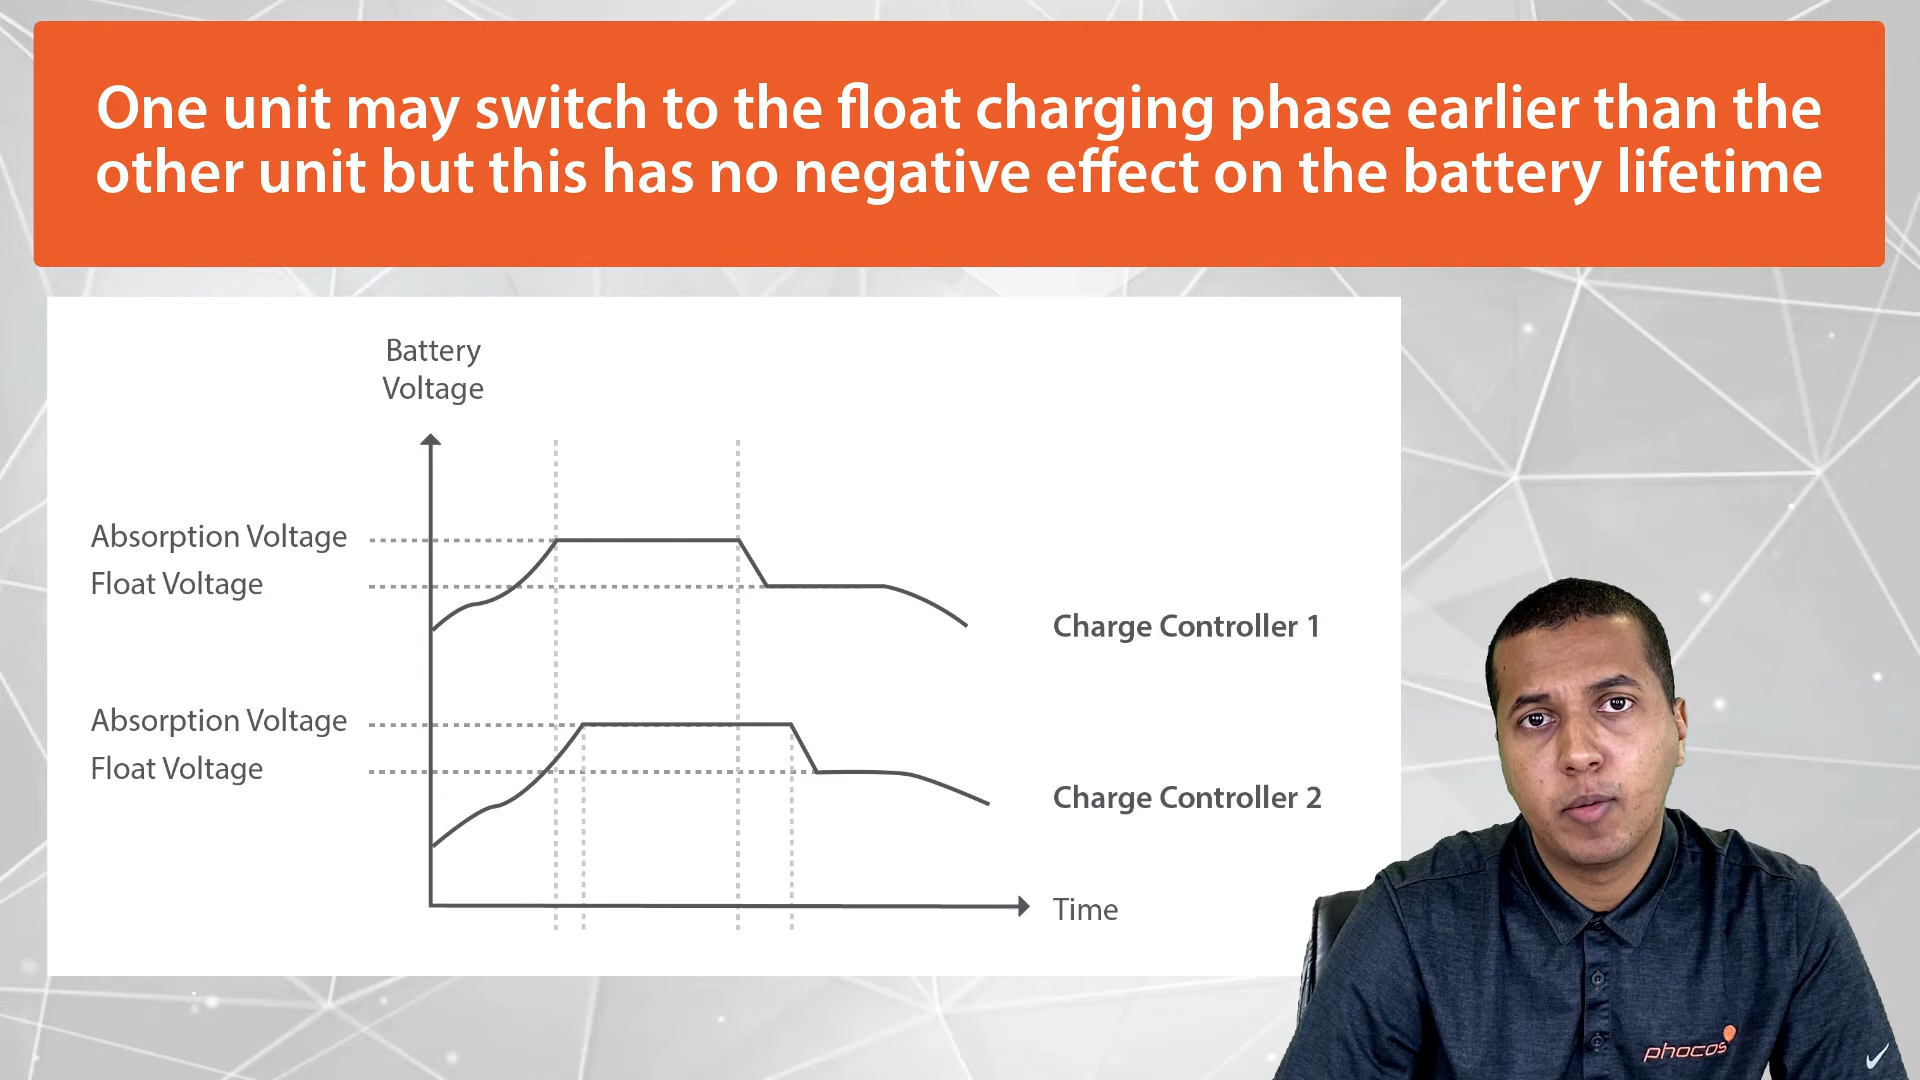 One unit may switch to the float charging phase earlier than the
other unit but this has no negative effect on the battery lifetime
Battery
Voltage
Absorption Voltage
Float Voltage
Charge Controller 1
Absorption Voltage
Float Voltage
Charge Controller 2
Time
phocos